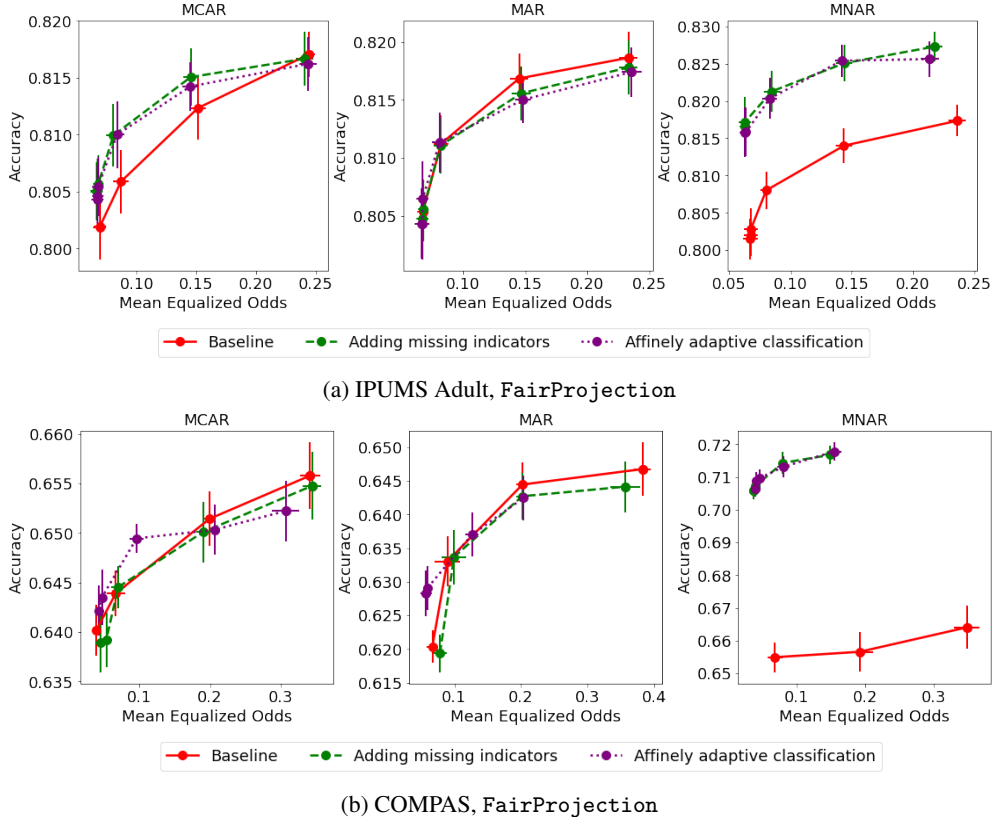 MCAR
MAR
MNAR
0.820
0.815
0.810
0.805
0.800
Accuracy
0.10 0.15 0.20 0.25
Mean Equalized Odds
0.820
0.815
0.810
0.805
Accuracy
0.10 0.15 0.20 0.25
Mean Equalized Odds
0.830
0.825
0.820
0.815
0.810
0.805
0.800
Accuracy
0.05 0.10 0.15 0.20 0.25
Mean Equalized Odds
Baseline Adding missing indicators Affinely adaptive classification
(a) IPUMS Adult, FairProjection
MCAR
MAR
MNAR
0.660
0.655
0.650
0.645
0.640
0.635
Accuracy
0.1 0.2 0.3
Mean Equalized Odds
0.650
0.645
0.640
0.635
0.630
0.625
0.620
0.615
Accuracy
0.1 0.2 0.3 0.4
Mean Equalized Odds
0.72
0.71
0.70
0.69
0.68
0.67
0.66
0.65
Accuracy
0.1 0.2 0.3
Mean Equalized Odds
Baseline Adding missing indicators Affinely adaptive classification
(b) COMPAS, FairProjection